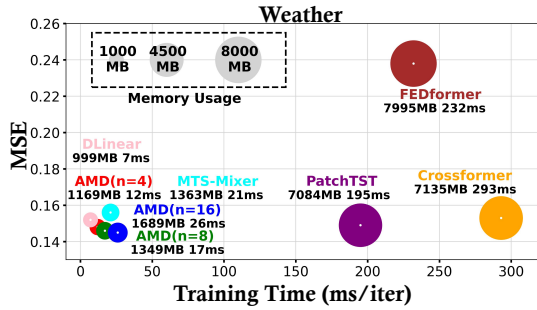 Weather
0.26
0.24
0.22
0.20
0.18
0.16
0.14
MSE
1000
MB
4500
MB
8000
MB
Memory Usage
FEDformer
7995MB 232ms
DLinear
999MB 7ms
AMD(n=4)
1169MB 12ms
MTS-Mixer
1363MB 21ms
PatchTST
7084MB 195ms
Crossformer
7135MB 293ms
AMD(n=16)
1689MB 26ms
AMD(n=8)
1349MB 17ms
0
50
100
150
200
250
300
Training Time (ms/iter)